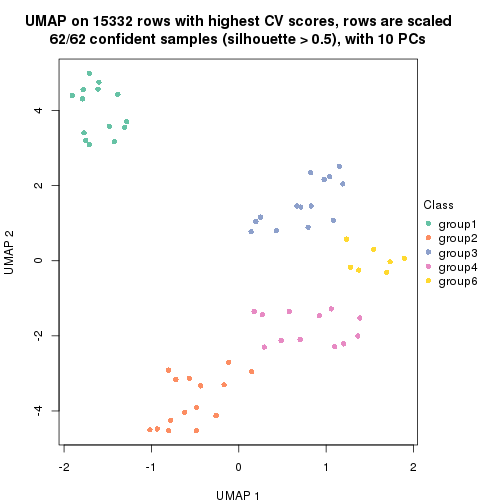 UMAP on 15332 rows with highest CV scores, rows are scaled
62/62 confident samples (silhouette > 0.5), with 10 PCs
UMAP 2
4
2
0
-2
-4
-2
-1
0
1
2
UMAP 1
Class
group1
group2
group3
group4
group6